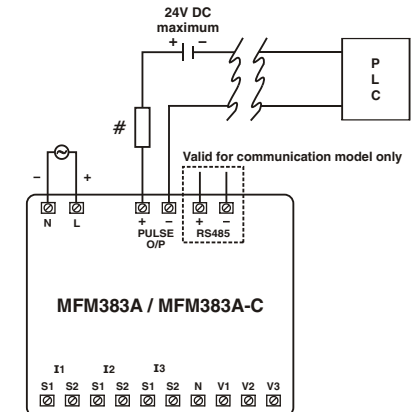 24V DC
maximum
+ −
P
L
C
#
Valid for communication model only
− +
N L
+ − + −
PULSE
O/P
RS485
MFM383A / MFM383A-C
I1 I2 I3
S1 S2 S1 S2 S1 S2 N V1 V2 V3